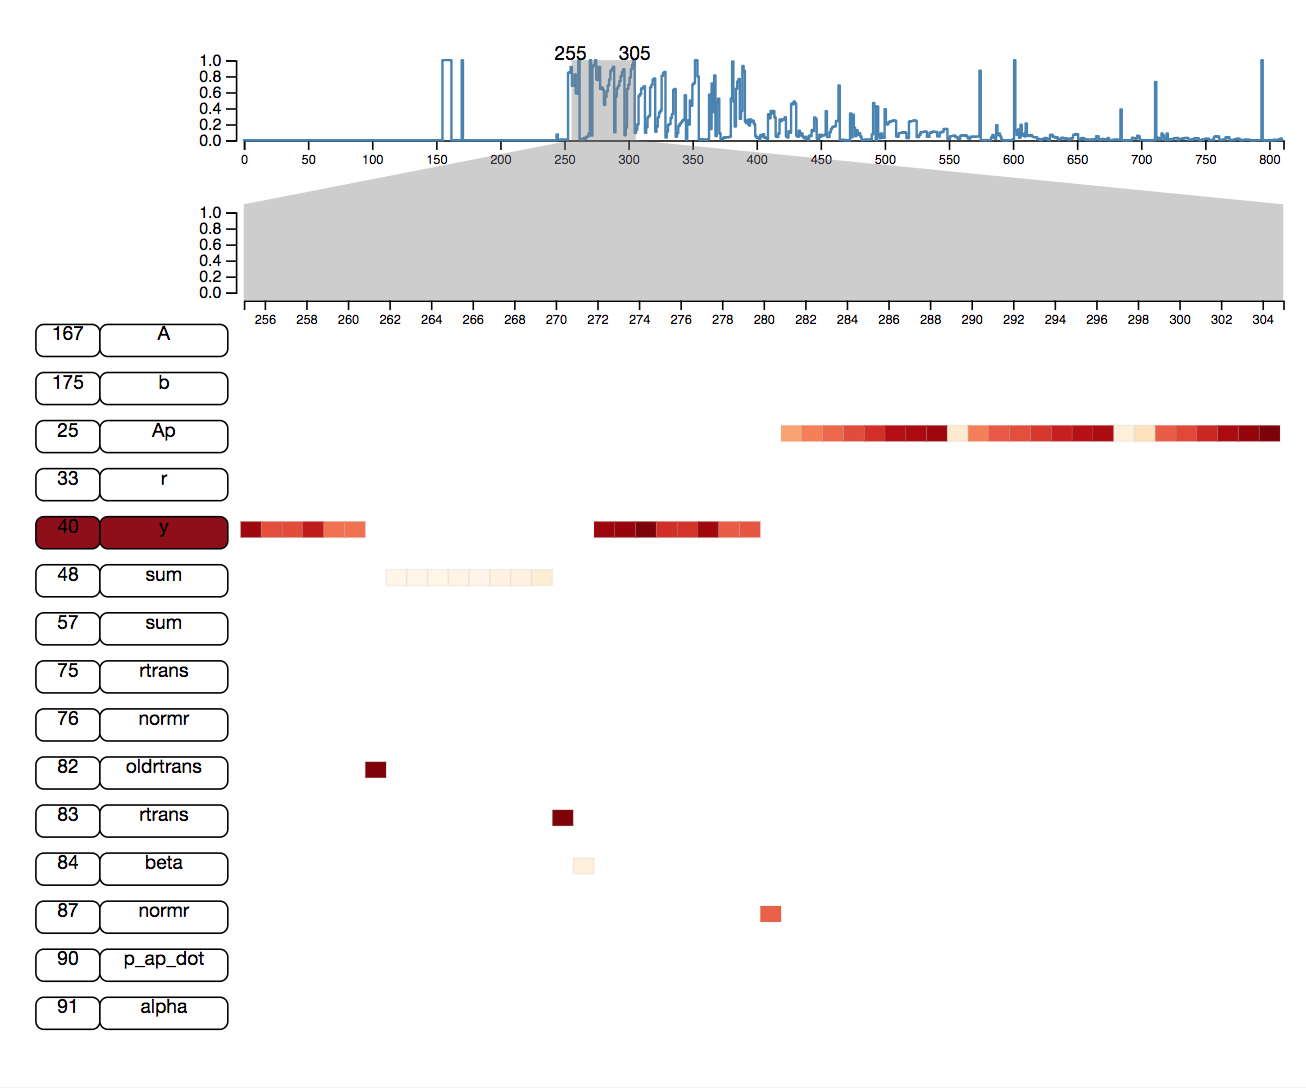 255 305
1.0
0.8
0.6
0.4
0.2
0.0
0 50 100 150 200 250 300 350 400 450 500 550 600 650 700 750 800
1.0
0.8
0.6
0.4
0.2
0.0
256 258 260 262 264 266 268 270 272 274 276 278 280 282 284 286 288 290 292 294 296 298 300 302 304
167 A
175 b
25 Ap
33 r
40 y
48 sum
57 sum
75 rtrans
76 normr
82 oldrtrans
83 rtrans
84 beta
87 normr
90 p_ap_dot
91 alpha